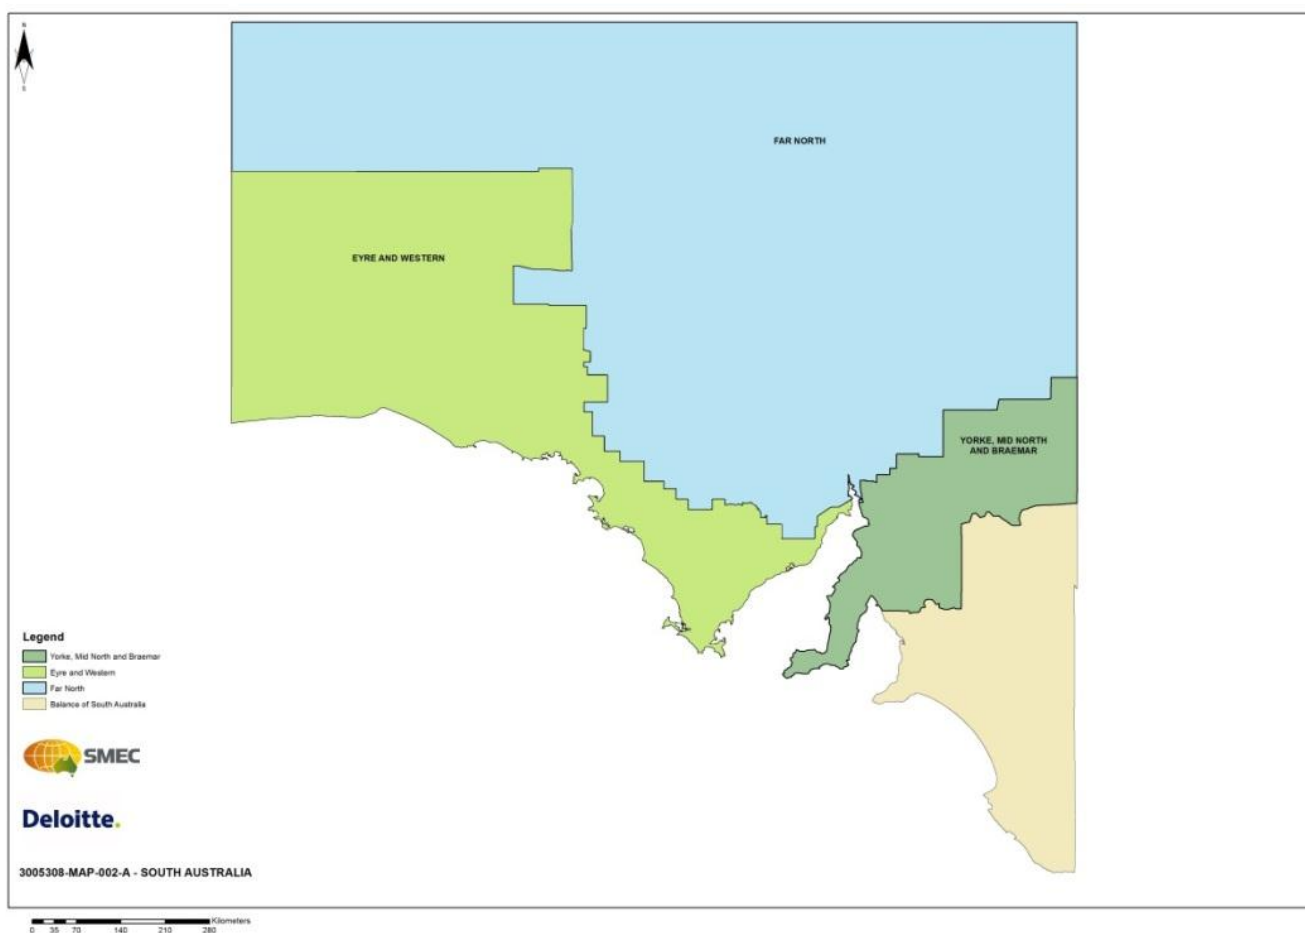 N
S
FAR NORTH
EYRE AND WESTERN
YORKE, MID NORTH
AND BRAEMAR
Legend
Yorke, Mid North and Braemar
Eyre and Western
Far North
Balance of South Australia
SMEC
Deloitte.
3005308-MAP-002-A - SOUTH AUSTRALIA
Kilometers
0 35 70 140 210 280